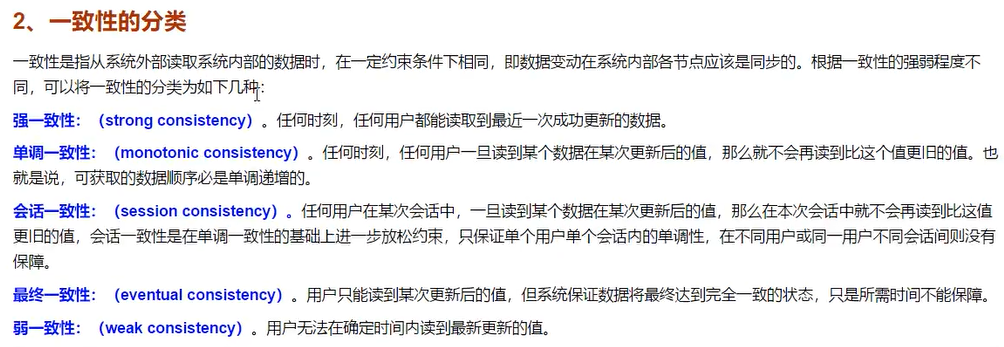 2、一致性的分类
一致性是指从系统外部读取系统内部的数据时，在一定约束条件下相同，即数据变动在系统内部各节点应该是同步的。根据一致性的强弱程度不
同，可以将一致性的分类为如下几种：
强一致性：（strong consistency）。任何时刻，任何用户都能读取到最近一次成功更新的数据。
单调一致性：（monotonic consistency）。任何时刻，任何用户一旦读到某个数据在某次更新后的值，那么就不会再读到比这个值更旧的值。也
就是说，可获取的数据顺序必是单调递增的。
会话一致性：（session consistency）。任何用户在某次会话中，一旦读到某个数据在某次更新后的值，那么在本次会话中就不会再读到比这值
更旧的值，会话一致性是在单调一致性的基础上进一步放松约束，只保证单个用户单个会话内的单调性，在不同用户或同一用户不同会话间则没有
保障。
最终一致性：（eventual consistency）。用户只能读到某次更新后的值，但系统保证数据将最终达到完全一致的状态，只是所需时间不能保障。
弱一致性：（weak consistency）。用户无法在确定时间内读到最新更新的值。